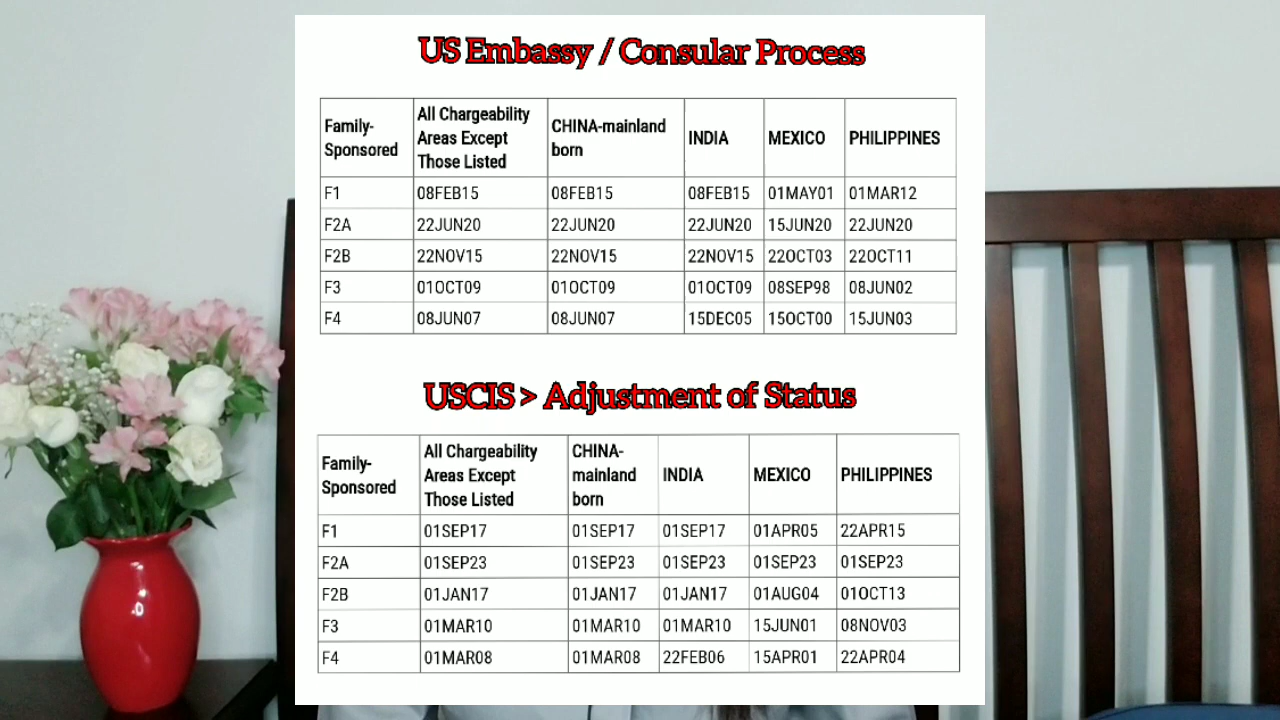 US Embassy / Consular Process
Family-Sponsored | All Chargeability Areas Except Those Listed | CHINA-mainland born | INDIA | MEXICO | PHILIPPINES
F1 | 08FEB15 | 08FEB15 | 08FEB15 | 01MAY01 | 01MAR12
F2A | 22JUN20 | 22JUN20 | 22JUN20 | 15JUN20 | 22JUN20
F2B | 22NOV15 | 22NOV15 | 22NOV15 | 22OCT03 | 22OCT11
F3 | 01OCT09 | 01OCT09 | 01OCT09 | 08SEP98 | 08JUN02
F4 | 08JUN07 | 08JUN07 | 15DEC05 | 15OCT00 | 15JUN03
USCIS > Adjustment of Status
Family-Sponsored | All Chargeability Areas Except Those Listed | CHINA-mainland born | INDIA | MEXICO | PHILIPPINES
F1 | 01SEP17 | 01SEP17 | 01SEP17 | 01APR05 | 22APR15
F2A | 01SEP23 | 01SEP23 | 01SEP23 | 01SEP23 | 01SEP23
F2B | 01JAN17 | 01JAN17 | 01JAN17 | 01AUG04 | 01OCT13
F3 | 01MAR10 | 01MAR10 | 01MAR10 | 15JUN01 | 08NOV03
F4 | 01MAR08 | 01MAR08 | 22FEB06 | 15APR01 | 22APR04